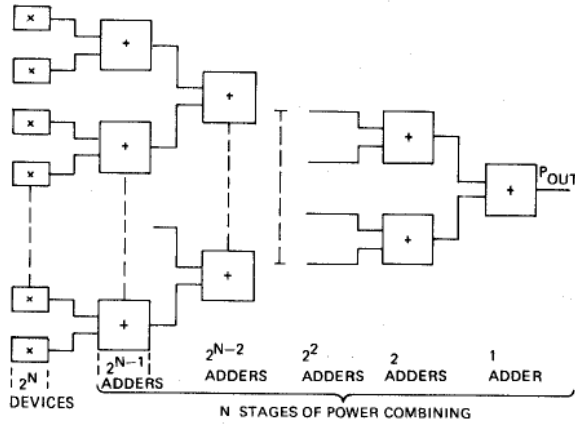 ×
+
×
+
×
+
×
+
+
P_OUT
+
+
×
+
×
2^N
DEVICES
2^{N-1}
ADDERS
2^{N-2}
ADDERS
2^2
ADDERS
2
ADDERS
1
ADDER
N STAGES OF POWER COMBINING